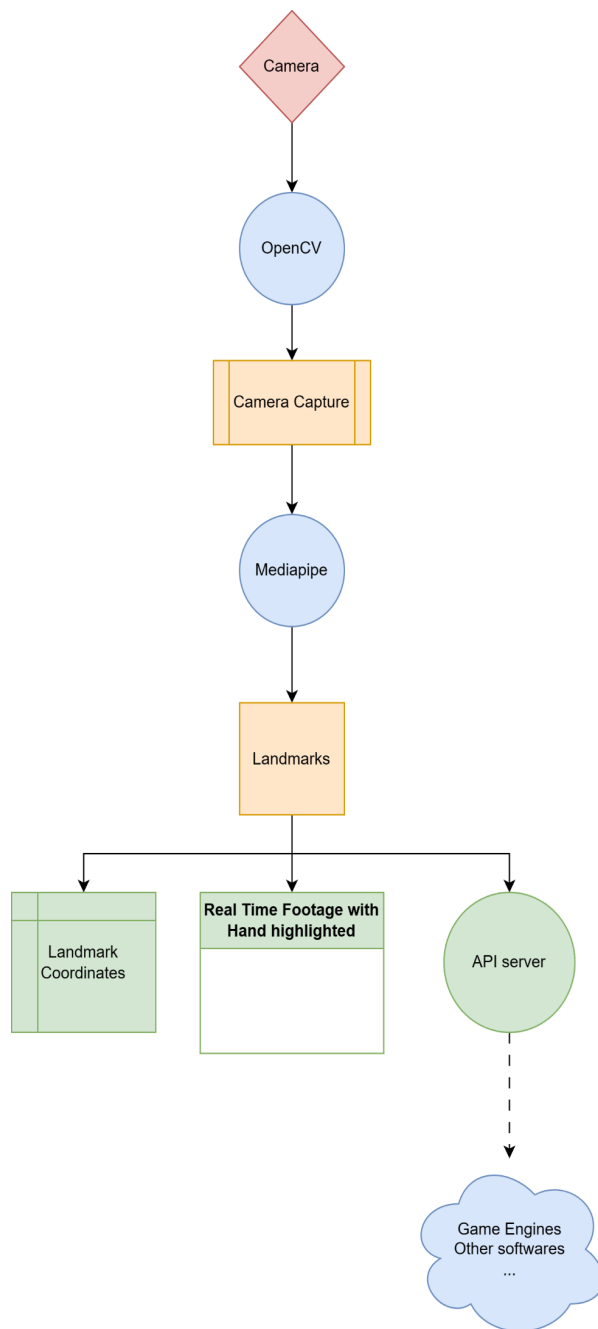 Camera
OpenCV
Camera Capture
Mediapipe
Landmarks
Landmark
Coordinates
Real Time Footage with
Hand highlighted
API server
Game Engines
Other softwares
...